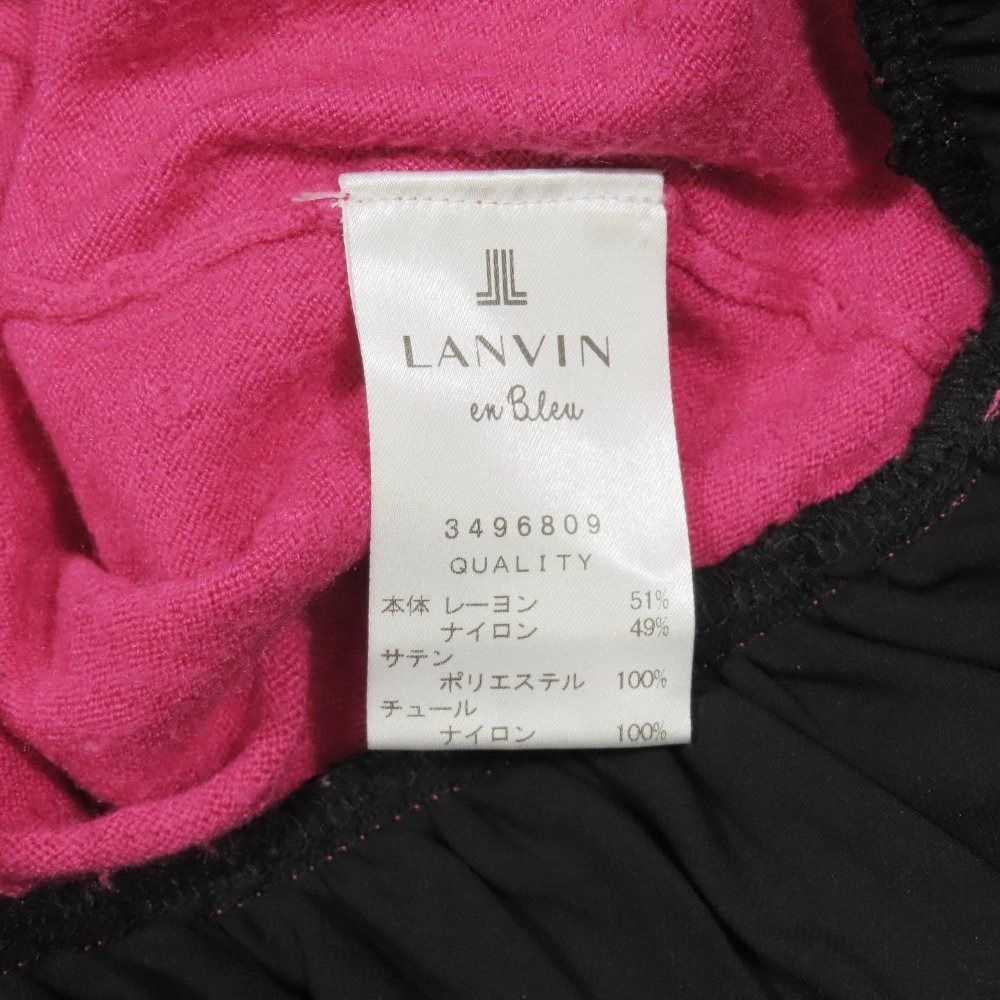 LANVIN
en Bleu
3496809
QUALITY
本体 レーヨン 51%
ナイロン 49%
サテン
ポリエステル 100%
チュール
ナイロン 100%